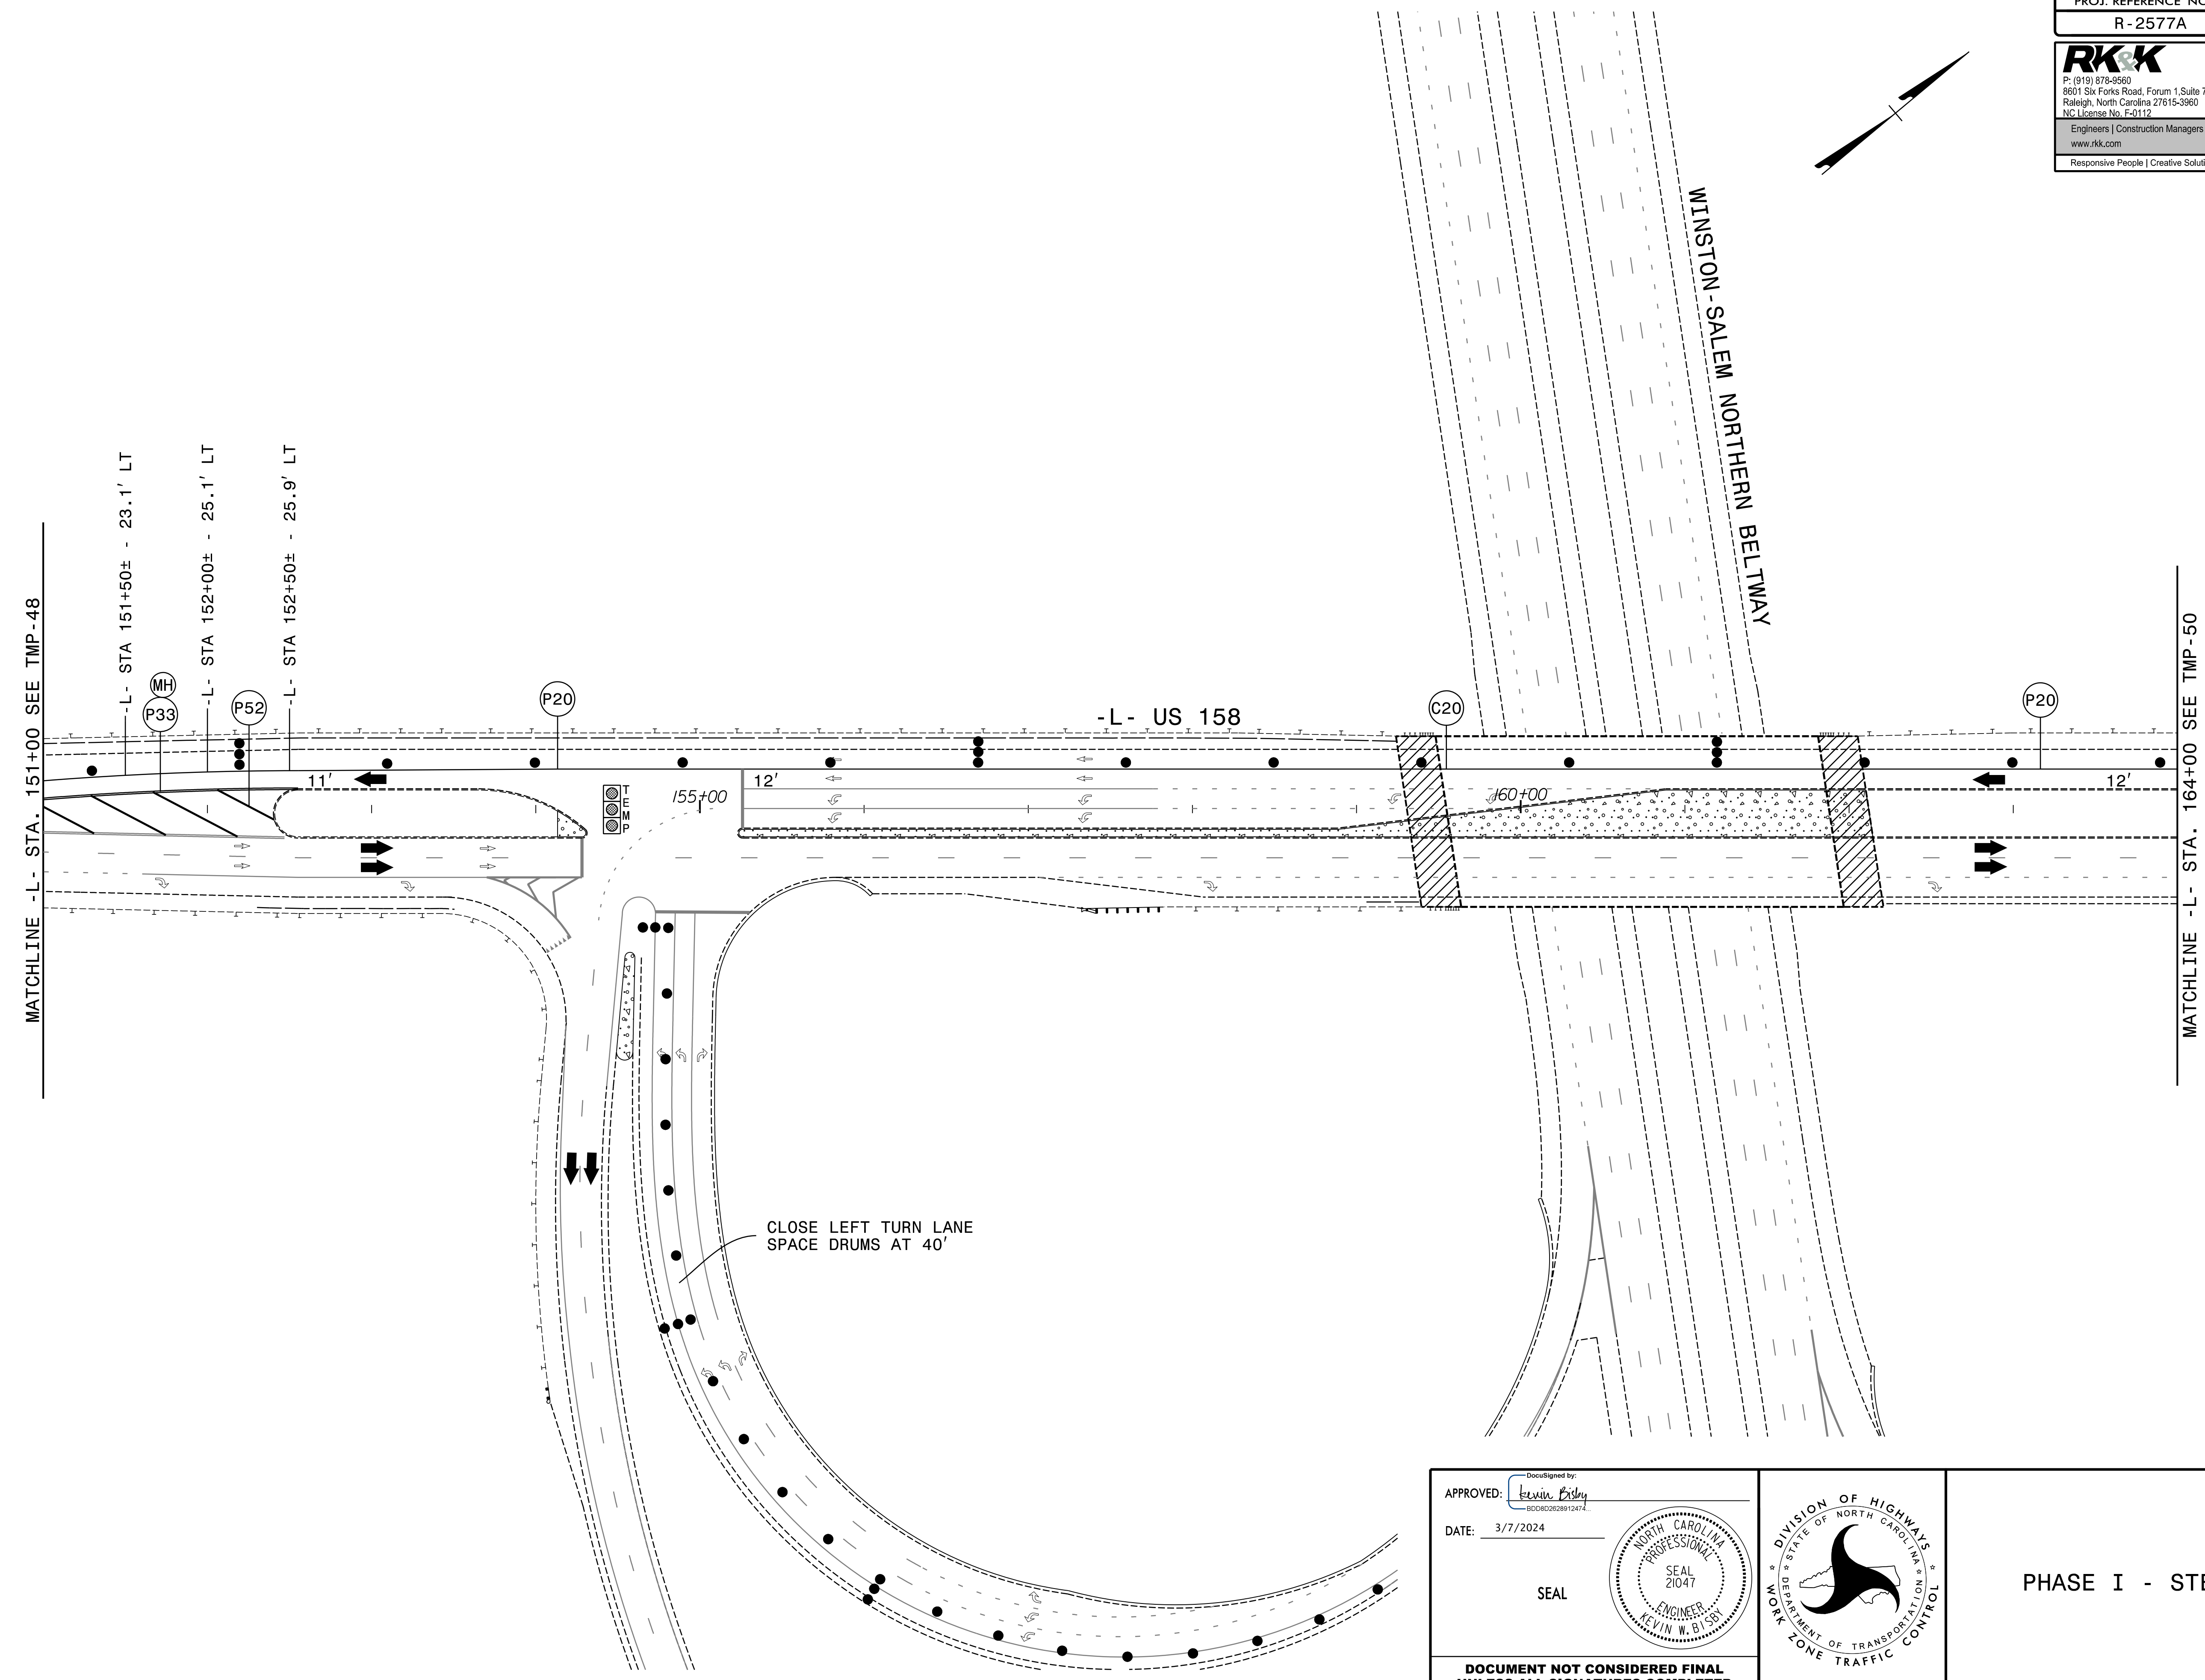 PROJ. REFERENCE NO
R-2577A
RK&K
P: (919) 878-9560
8601 Six Forks Road, Forum 1,Suite 7
Raleigh, North Carolina 27615-3960
NC License No. F-0112
Engineers | Construction Managers
www.rkk.com
Responsive People | Creative Soluti
WINSTON-SALEM NORTHERN BELTWAY
MATCHLINE -L- STA. 151+00 SEE TMP-48
-L- STA 151+50± - 23.1' LT
-L- STA 152+00± - 25.1' LT
-L- STA 152+50± - 25.9' LT
MH
P33
P52
P20
-L- US 158
C20
P20
MATCHLINE -L- STA. 164+00 SEE TMP-50
11'
TEMP
155+00
12'
160+00
12'
CLOSE LEFT TURN LANE
SPACE DRUMS AT 40'
APPROVED:
DocuSigned by:
Kevin Bisby
BDD8D2628912474...
DATE: 3/7/2024
SEAL
NORTH CAROLINA
PROFESSIONAL
SEAL
21047
ENGINEER
KEVIN W. BISBY
DOCUMENT NOT CONSIDERED FINAL
UNLESS ALL SIGNATURES COMPLETED
DIVISION OF HIGHWAYS
STATE OF NORTH CAROLINA
DEPARTMENT OF TRANSPORTATION
WORK ZONE TRAFFIC CONTROL
PHASE I - STE